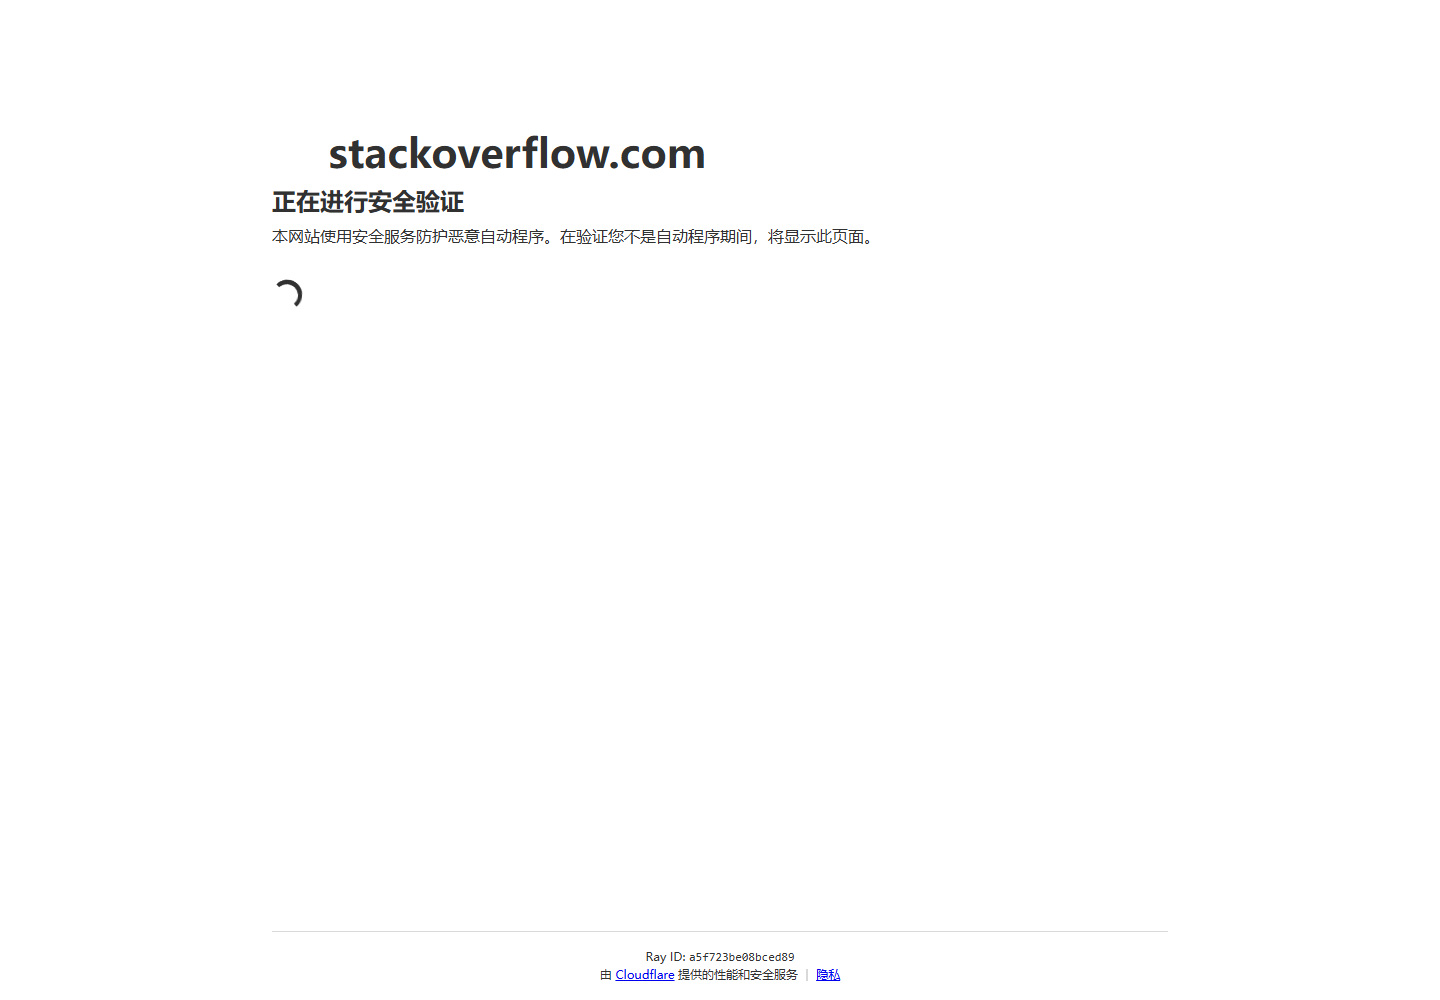 stackoverflow.com
正在进行安全验证
本网站使用安全服务防护恶意自动程序。在验证您不是自动程序期间，将显示此页面。
Ray ID: a5f723be08bced89
由 Cloudflare 提供的性能和安全服务 | 隐私